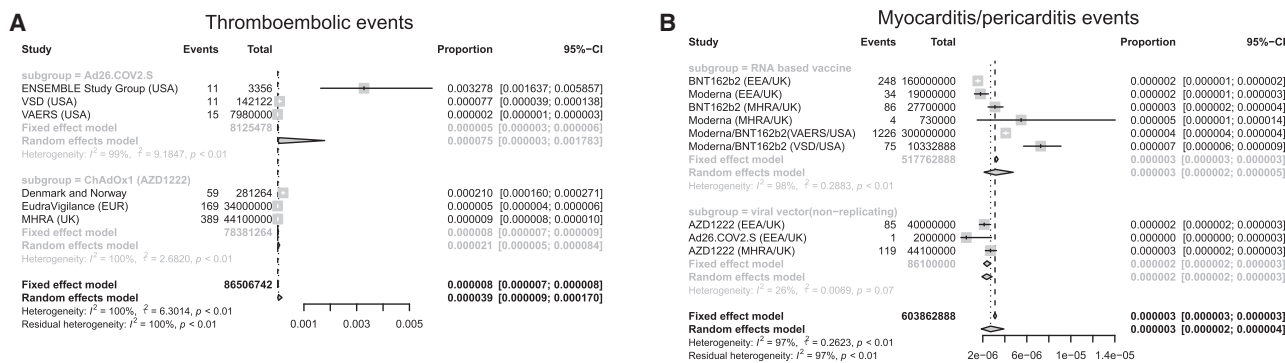 A
Thromboembolic events
Study Events Total Proportion 95%−CI
subgroup = Ad26.COV2.S
ENSEMBLE Study Group (USA) 11 3356 0.003278 [0.001637; 0.005857]
VSD (USA) 11 142122 0.000077 [0.000039; 0.000138]
VAERS (USA) 15 7980000 0.000002 [0.000001; 0.000003]
Fixed effect model 8125478 0.000005 [0.000003; 0.000006]
Random effects model 0.000075 [0.000003; 0.001783]
Heterogeneity: I² = 99%, τ² = 9.1847, p < 0.01
subgroup = ChAdOx1 (AZD1222)
Denmark and Norway 59 281264 0.000210 [0.000160; 0.000271]
EudraVigilance (EUR) 169 34000000 0.000005 [0.000004; 0.000006]
MHRA (UK) 389 44100000 0.000009 [0.000008; 0.000010]
Fixed effect model 78381264 0.000008 [0.000007; 0.000009]
Random effects model 0.000021 [0.000005; 0.000084]
Heterogeneity: I² = 100%, τ² = 2.6820, p < 0.01
Fixed effect model 86506742 0.000008 [0.000007; 0.000008]
Random effects model 0.000039 [0.000009; 0.000170]
Heterogeneity: I² = 100%, τ² = 6.3014, p < 0.01
Residual heterogeneity: I² = 100%, p < 0.01
0.001 0.003 0.005
B
Myocarditis/pericarditis events
Study Events Total Proportion 95%−CI
subgroup = RNA based vaccine
BNT162b2 (EEA/UK) 248 160000000 0.000002 [0.000001; 0.000002]
Moderna (EEA/UK) 34 19000000 0.000002 [0.000001; 0.000003]
BNT162b2 (MHRA/UK) 86 27700000 0.000003 [0.000002; 0.000004]
Moderna (MHRA/UK) 4 730000 0.000005 [0.000001; 0.000014]
Moderna/BNT162b2(VAERS/USA) 1226 300000000 0.000004 [0.000004; 0.000004]
Moderna/BNT162b2 (VSD/USA) 75 10332888 0.000007 [0.000006; 0.000009]
Fixed effect model 517762888 0.000003 [0.000003; 0.000003]
Random effects model 0.000003 [0.000002; 0.000005]
Heterogeneity: I² = 98%, τ² = 0.2883, p < 0.01
subgroup = viral vector(non−replicating)
AZD1222 (EEA/UK) 85 40000000 0.000002 [0.000002; 0.000003]
Ad26.COV2.S (EEA/UK) 1 2000000 0.000000 [0.000000; 0.000003]
AZD1222 (MHRA/UK) 119 44100000 0.000003 [0.000002; 0.000003]
Fixed effect model 86100000 0.000002 [0.000002; 0.000003]
Random effects model 0.000002 [0.000002; 0.000003]
Heterogeneity: I² = 26%, τ² = 0.0069, p = 0.07
Fixed effect model 603862888 0.000003 [0.000003; 0.000003]
Random effects model 0.000003 [0.000002; 0.000004]
Heterogeneity: I² = 97%, τ² = 0.2623, p < 0.01
Residual heterogeneity: I² = 97%, p < 0.01
2e−06 6e−06 1e−05 1.4e−05